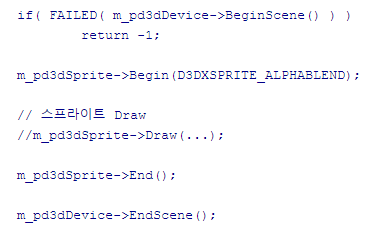 if( FAILED( m_pd3dDevice->BeginScene() ) )
return -1;
m_pd3dSprite->Begin(D3DXSPRITE_ALPHABLEND);
// 스프라이트 Draw
//m_pd3dSprite->Draw(...);
m_pd3dSprite->End();
m_pd3dDevice->EndScene();